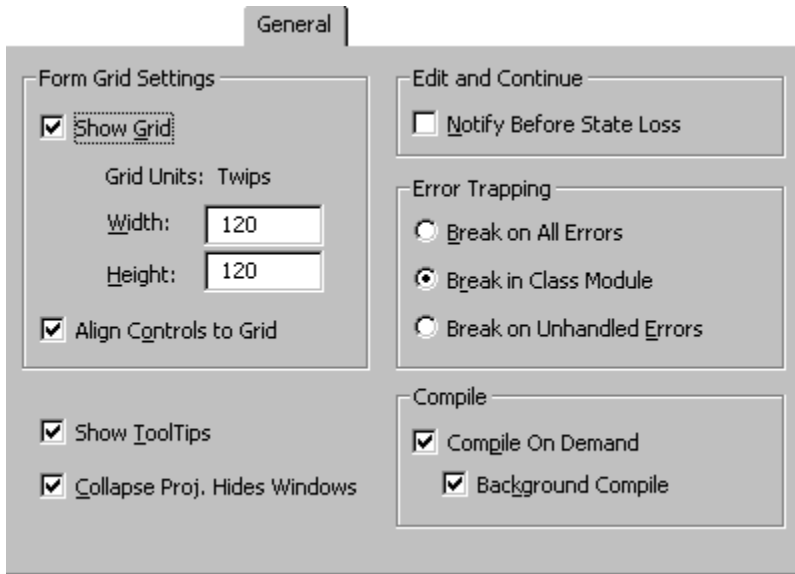 General
Form Grid Settings
Show Grid
Grid Units: Twips
Width: 120
Height: 120
Align Controls to Grid
Show ToolTips
Collapse Proj. Hides Windows
Edit and Continue
Notify Before State Loss
Error Trapping
Break on All Errors
Break in Class Module
Break on Unhandled Errors
Compile
Compile On Demand
Background Compile